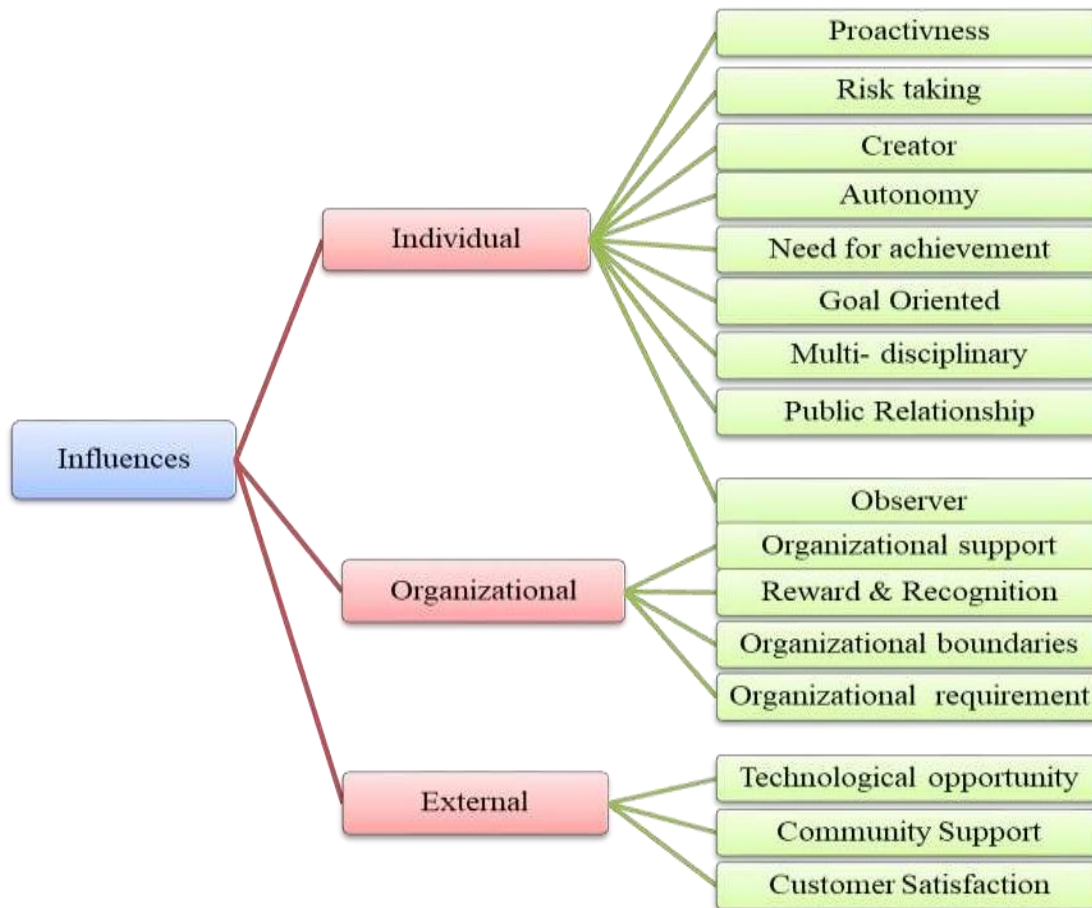 Influences
Individual
Proactivness
Risk taking
Creator
Autonomy
Need for achievement
Goal Oriented
Multi- disciplinary
Public Relationship
Observer
Organizational
Organizational support
Reward & Recognition
Organizational boundaries
Organizational requirement
External
Technological opportunity
Community Support
Customer Satisfaction